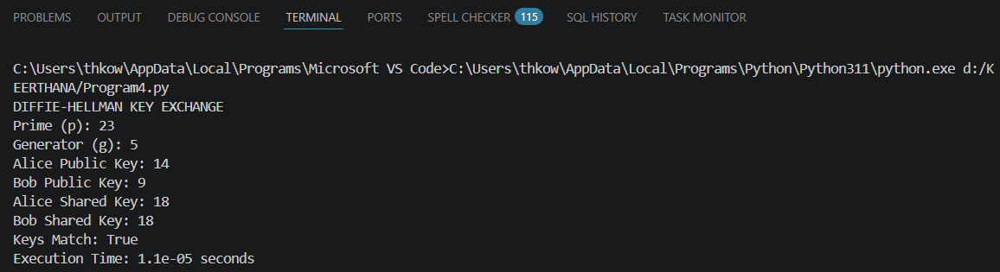 PROBLEMS OUTPUT DEBUG CONSOLE TERMINAL PORTS SPELL CHECKER 115 SQL HISTORY TASK MONITOR
C:\Users\thkow\AppData\Local\Programs\Microsoft VS Code>C:\Users\thkow\AppData\Local\Programs\Python\Python311\python.exe d:/K
EERTHANA/Program4.py
DIFFIE-HELLMAN KEY EXCHANGE
Prime (p): 23
Generator (g): 5
Alice Public Key: 14
Bob Public Key: 9
Alice Shared Key: 18
Bob Shared Key: 18
Keys Match: True
Execution Time: 1.1e-05 seconds